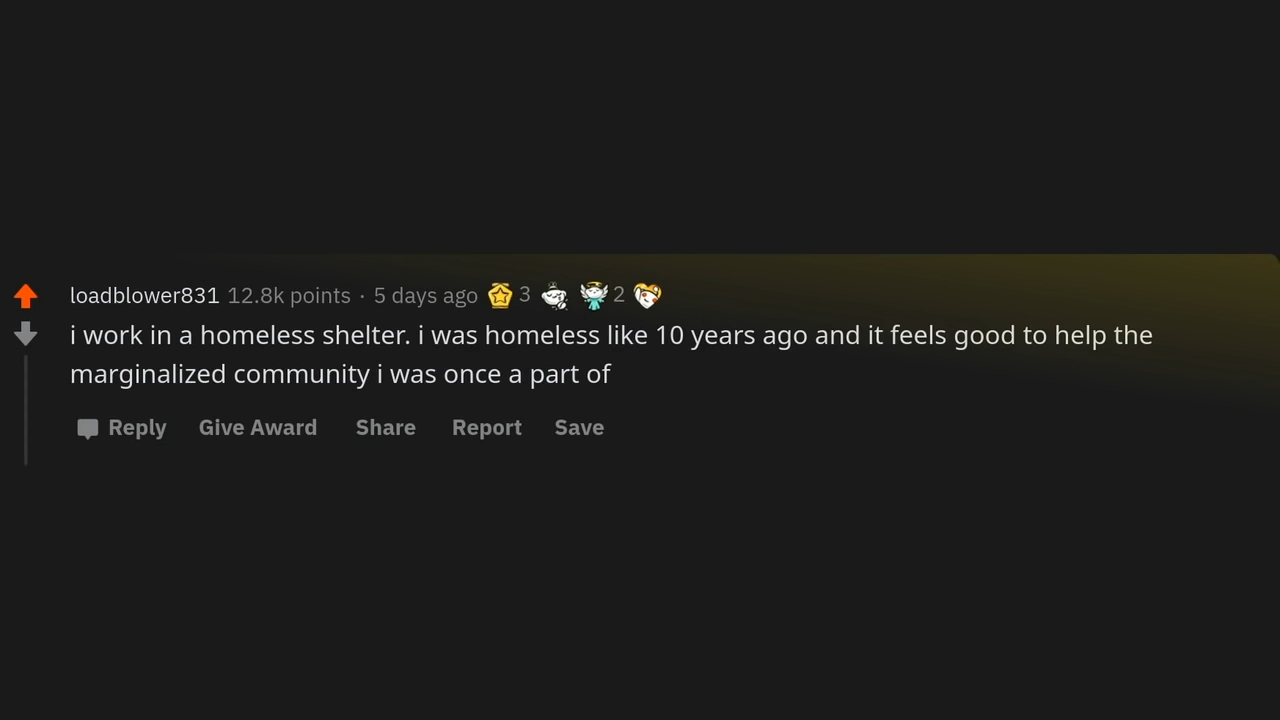 loadblower831 12.8k points · 5 days ago 3 2
i work in a homeless shelter. i was homeless like 10 years ago and it feels good to help the
marginalized community i was once a part of
Reply Give Award Share Report Save